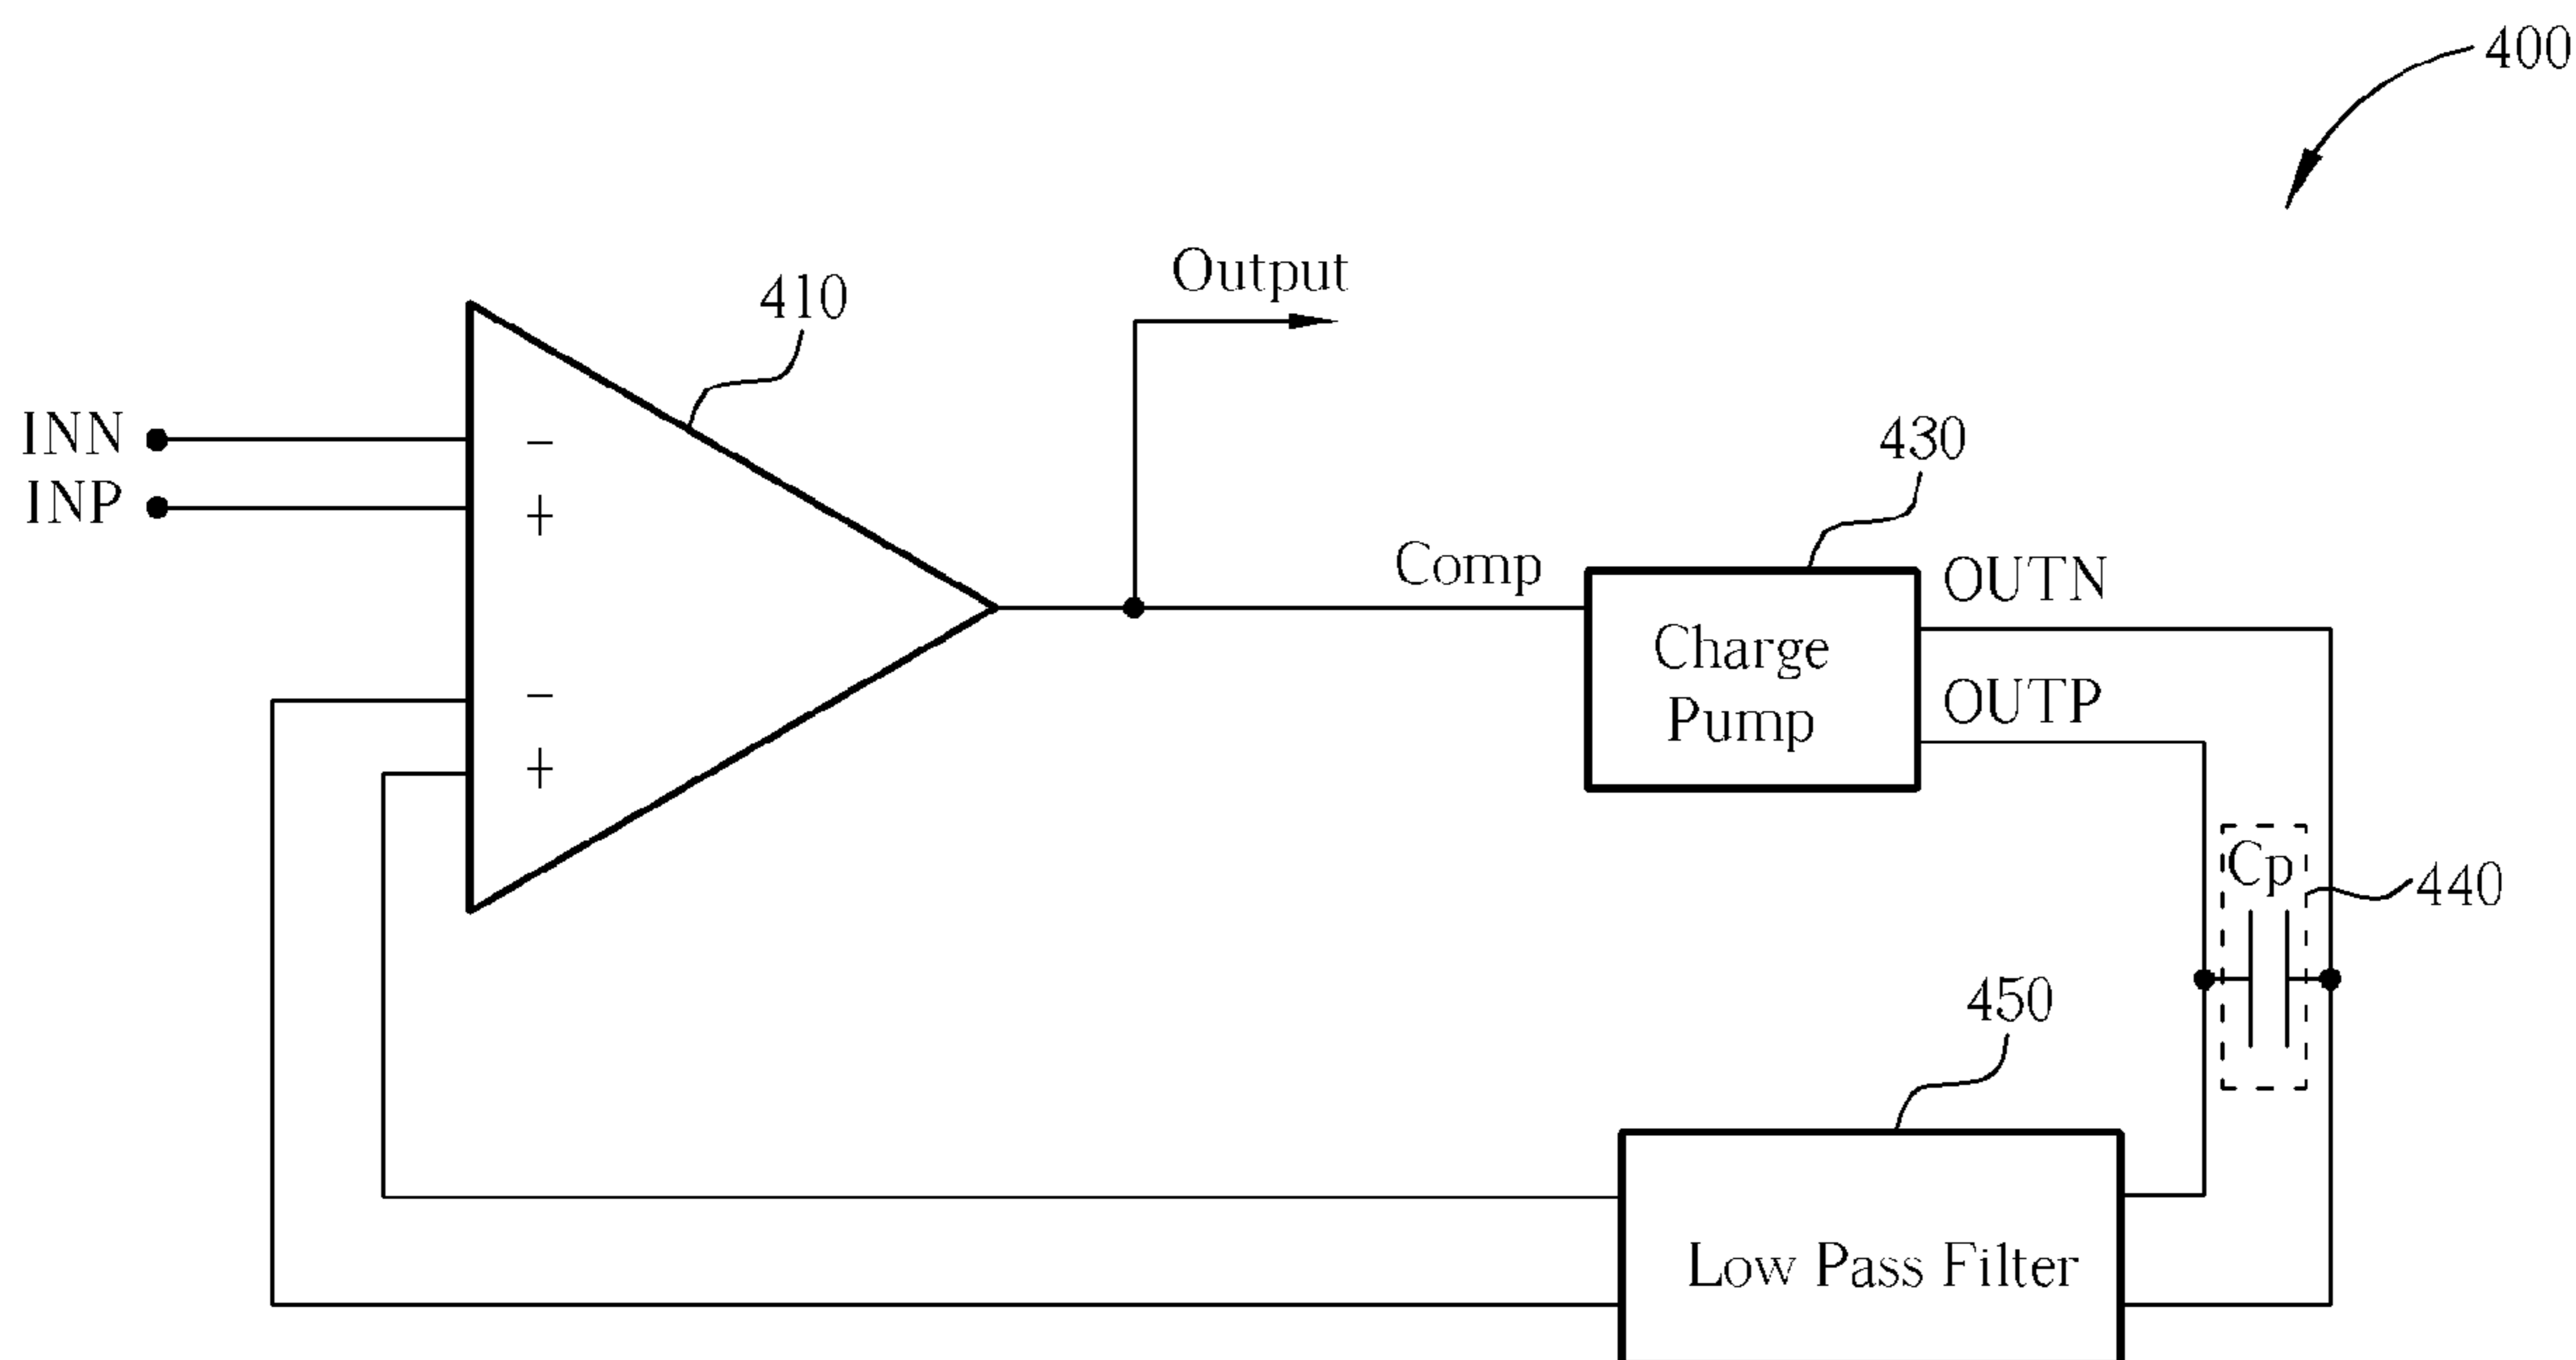 400
410
Output
INN
INP
−
+
430
Comp
OUTN
Charge
Pump
OUTP
−
+
Cp
440
450
Low Pass Filter